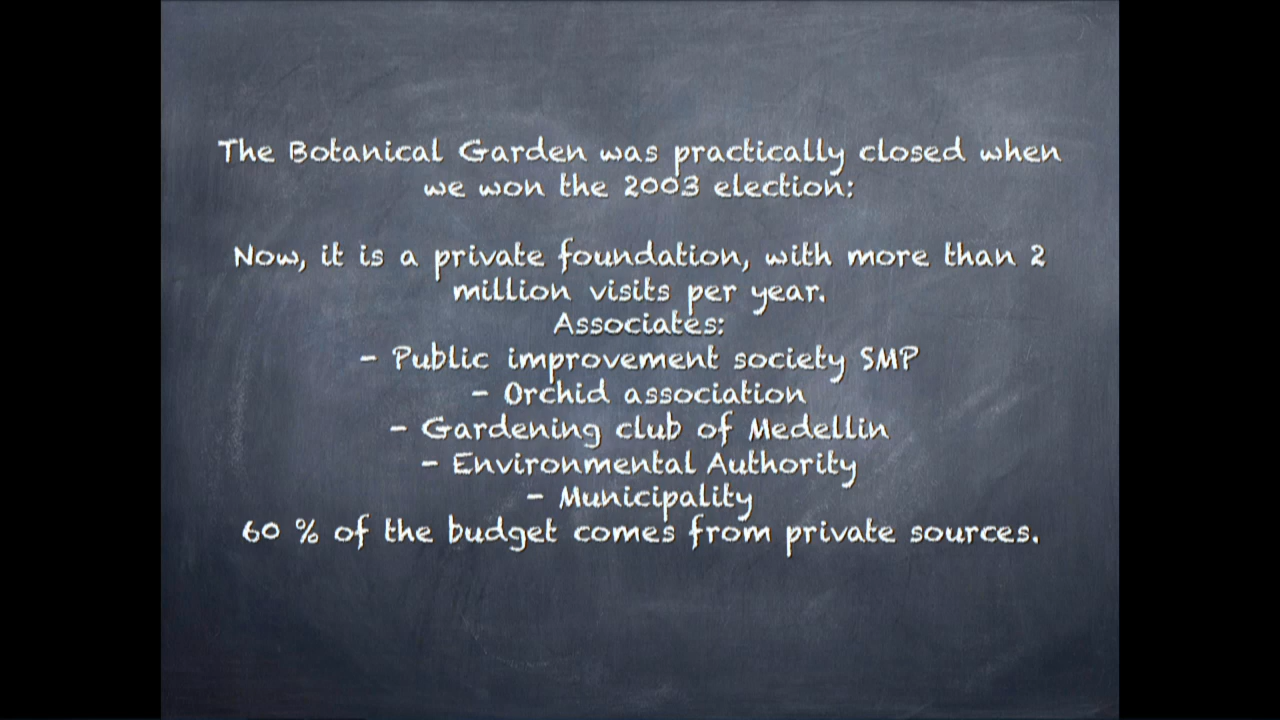 The Botanical Garden was practically closed when
we won the 2003 election:
Now, it is a private foundation, with more than 2
million visits per year.
Associates:
- Public improvement society SMP
- Orchid association
- Gardening club of Medellin
- Environmental Authority
- Municipality
60 % of the budget comes from private sources.